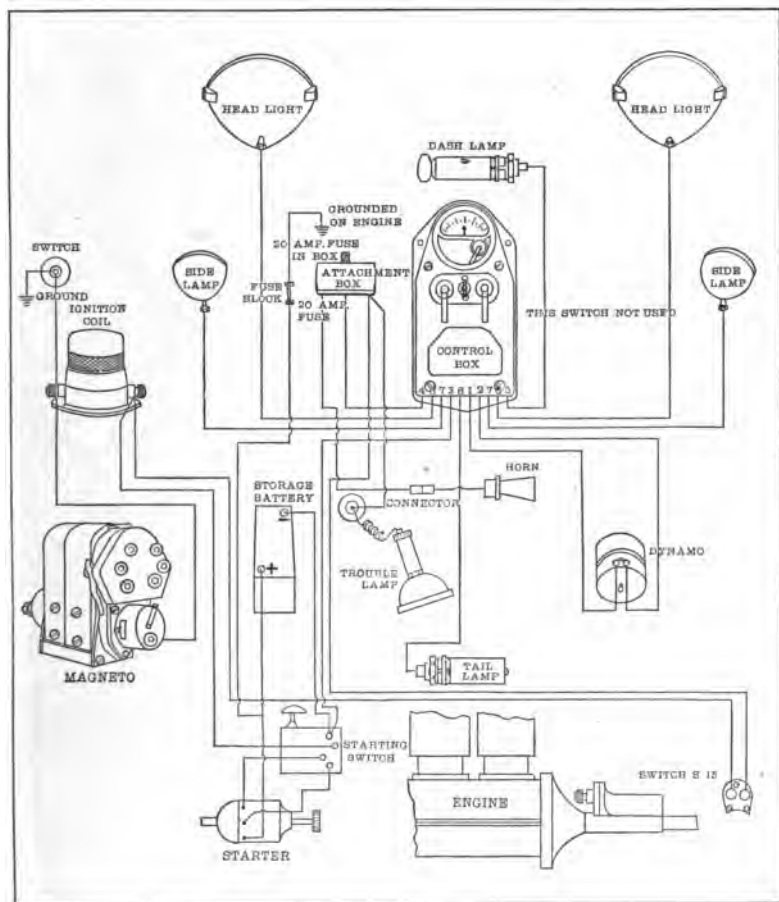 HEAD LIGHT
HEAD LIGHT
DASH LAMP
GROUNDED
ON ENGINE
SWITCH
20 AMP. FUSE
IN BOX
SIDE
LAMP
ATTACHMENT
BOX
SIDE
LAMP
GROUND
FUSE
BLOCK
20 AMP.
FUSE
IGNITION
COIL
THIS SWITCH NOT USED
CONTROL
BOX
STORAGE
BATTERY
HORN
CONNECTOR
+
DYNAMO
TROUBLE
LAMP
MAGNETO
TAIL
LAMP
STARTING
SWITCH
SWITCH S 15
ENGINE
STARTER